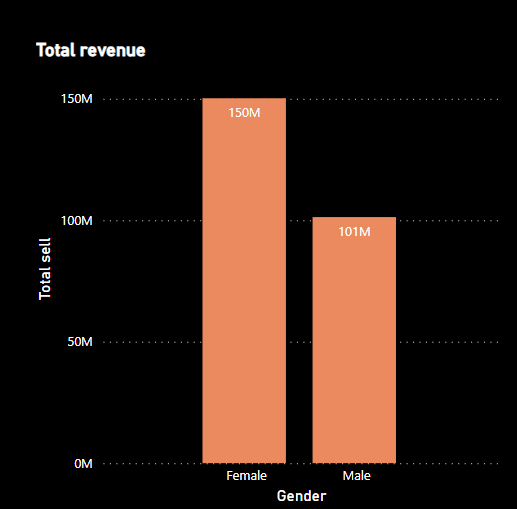 Total revenue
150M
150M
101M
100M
50M
0M
Total sell
Female Male
Gender